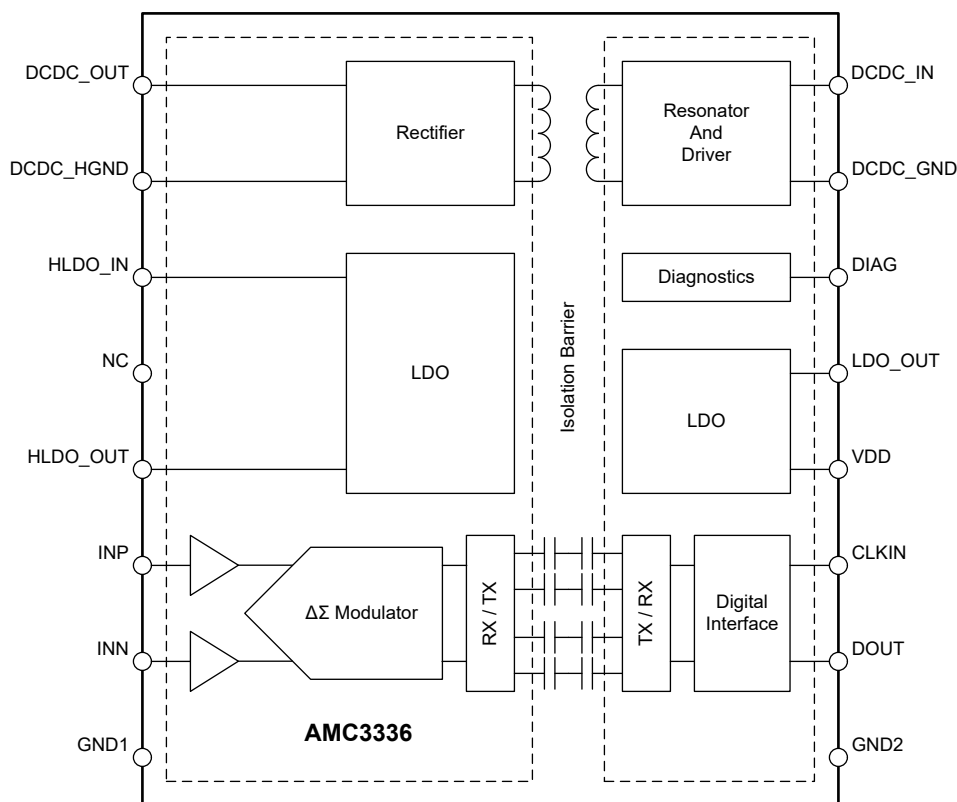 DCDC_OUT
DCDC_HGND
HLDO_IN
NC
HLDO_OUT
INP
INN
GND1
Rectifier
LDO
ΔΣ Modulator
RX / TX
AMC3336
Isolation Barrier
Resonator
And
Driver
Diagnostics
LDO
TX / RX
Digital
Interface
DCDC_IN
DCDC_GND
DIAG
LDO_OUT
VDD
CLKIN
DOUT
GND2